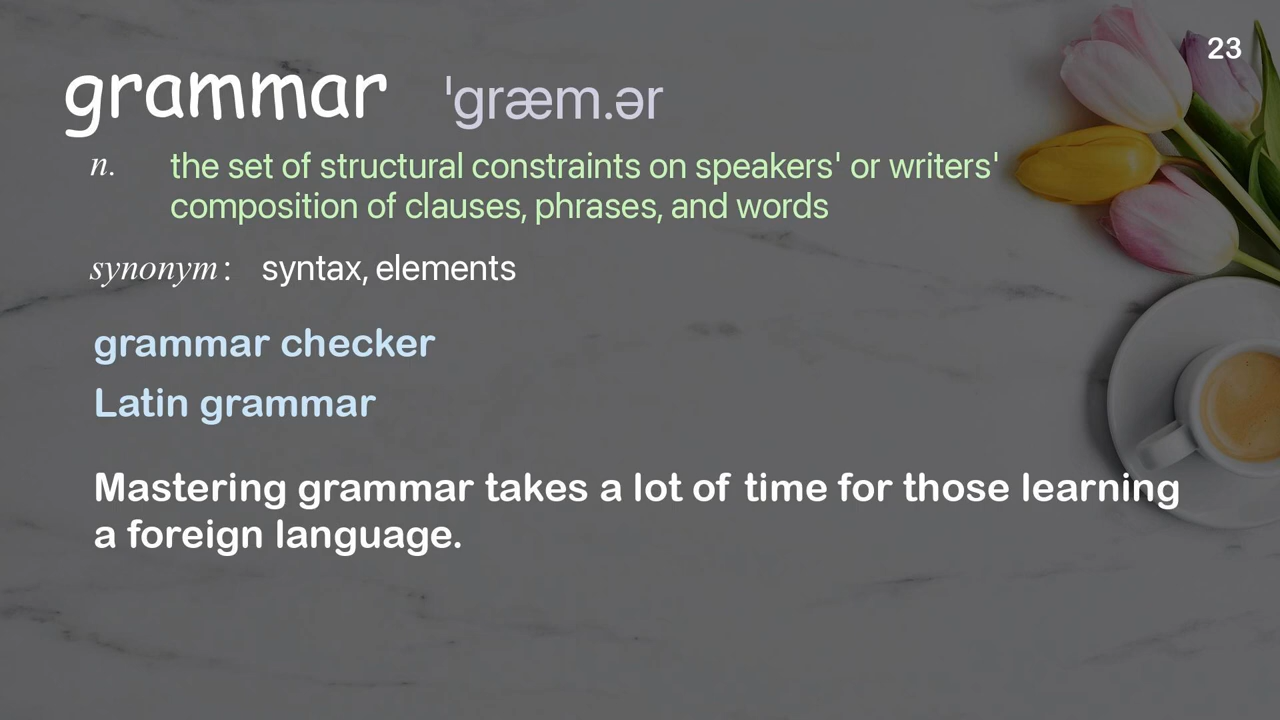 23
grammar ˈɡræm.ər
n. the set of structural constraints on speakers' or writers'
composition of clauses, phrases, and words
synonym: syntax, elements
grammar checker
Latin grammar
Mastering grammar takes a lot of time for those learning
a foreign language.